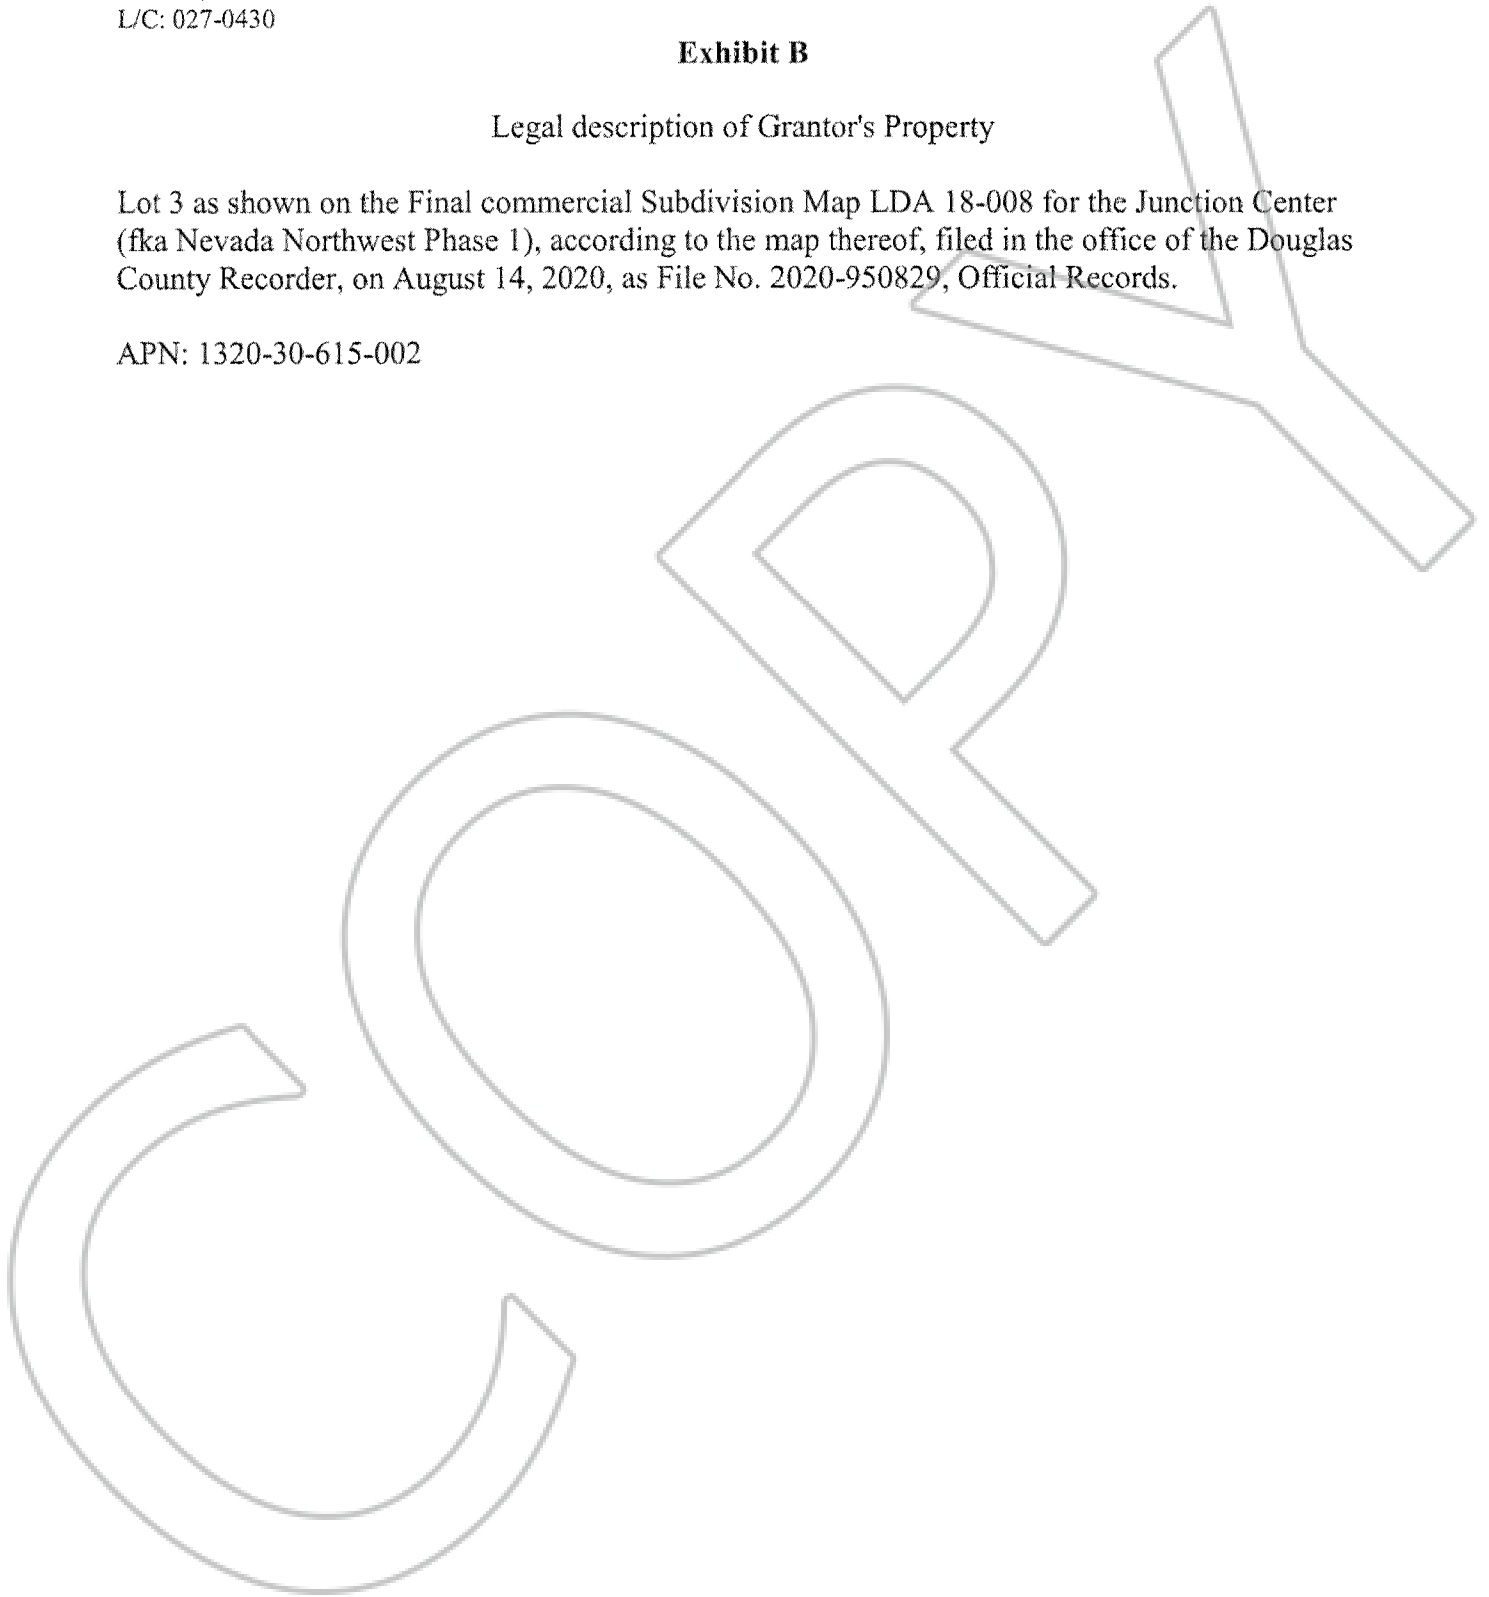 L/C: 027-0430
Exhibit B
Legal description of Grantor's Property
Lot 3 as shown on the Final commercial Subdivision Map LDA 18-008 for the Junction Center
(fka Nevada Northwest Phase 1), according to the map thereof, filed in the office of the Douglas
County Recorder, on August 14, 2020, as File No. 2020-950829, Official Records.
APN: 1320-30-615-002
COPY